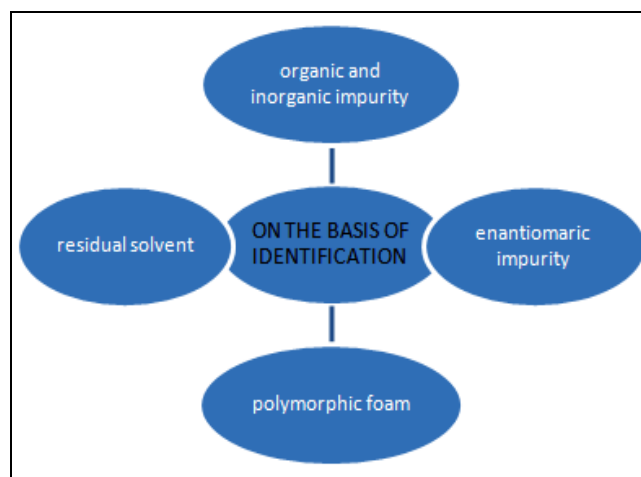 organic and
inorganic impurity
residual solvent
ON THE BASIS OF
IDENTIFICATION
enantiomaric
impurity
polymorphic foam